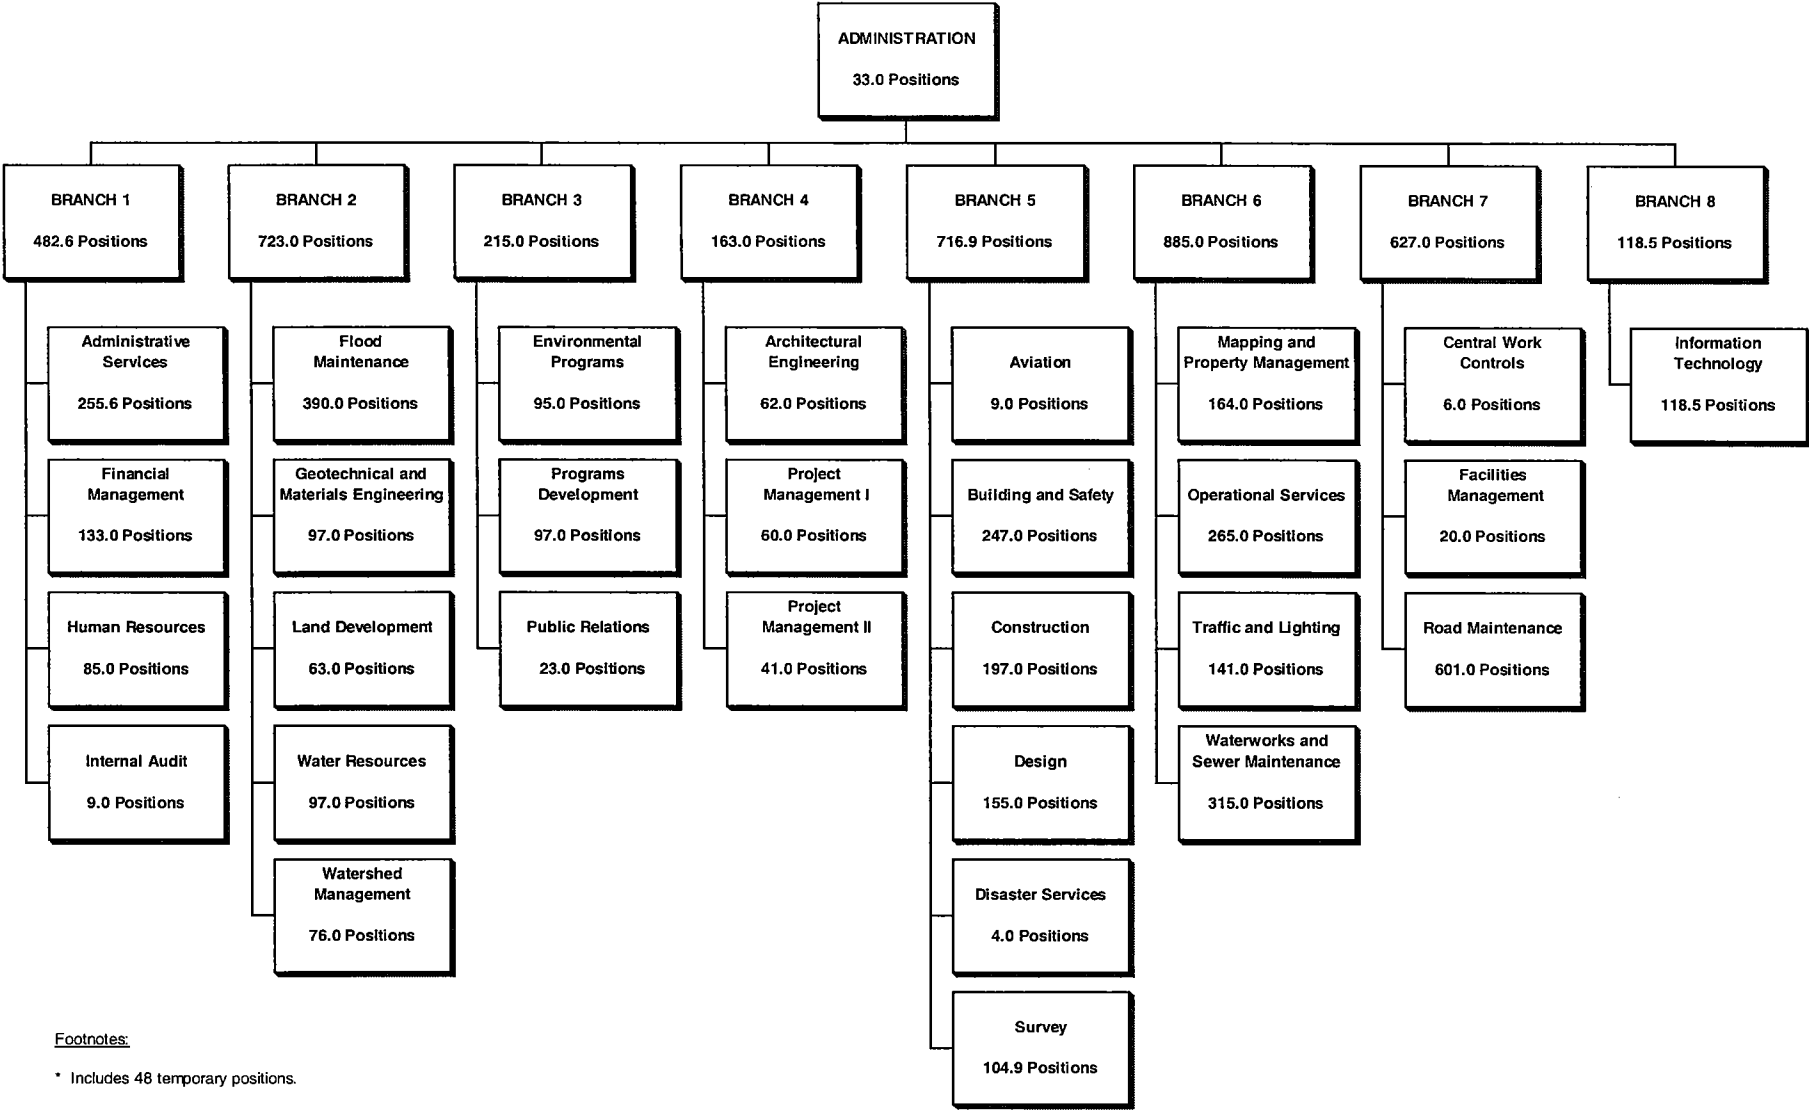 ADMINISTRATION
33.0 Positions
BRANCH 1
482.6 Positions
BRANCH 2
723.0 Positions
BRANCH 3
215.0 Positions
BRANCH 4
163.0 Positions
BRANCH 5
716.9 Positions
BRANCH 6
885.0 Positions
BRANCH 7
627.0 Positions
BRANCH 8
118.5 Positions
Administrative
Services
255.6 Positions
Financial
Management
133.0 Positions
Human Resources
85.0 Positions
Internal Audit
9.0 Positions
Flood
Maintenance
390.0 Positions
Geotechnical and
Materials Engineering
97.0 Positions
Land Development
63.0 Positions
Water Resources
97.0 Positions
Watershed
Management
76.0 Positions
Environmental
Programs
95.0 Positions
Programs
Development
97.0 Positions
Public Relations
23.0 Positions
Architectural
Engineering
62.0 Positions
Project
Management I
60.0 Positions
Project
Management II
41.0 Positions
Aviation
9.0 Positions
Building and Safety
247.0 Positions
Construction
197.0 Positions
Design
155.0 Positions
Disaster Services
4.0 Positions
Survey
104.9 Positions
Mapping and
Property Management
164.0 Positions
Operational Services
265.0 Positions
Traffic and Lighting
141.0 Positions
Waterworks and
Sewer Maintenance
315.0 Positions
Central Work
Controls
6.0 Positions
Facilities
Management
20.0 Positions
Road Maintenance
601.0 Positions
Information
Technology
118.5 Positions
Footnotes:
* Includes 48 temporary positions.